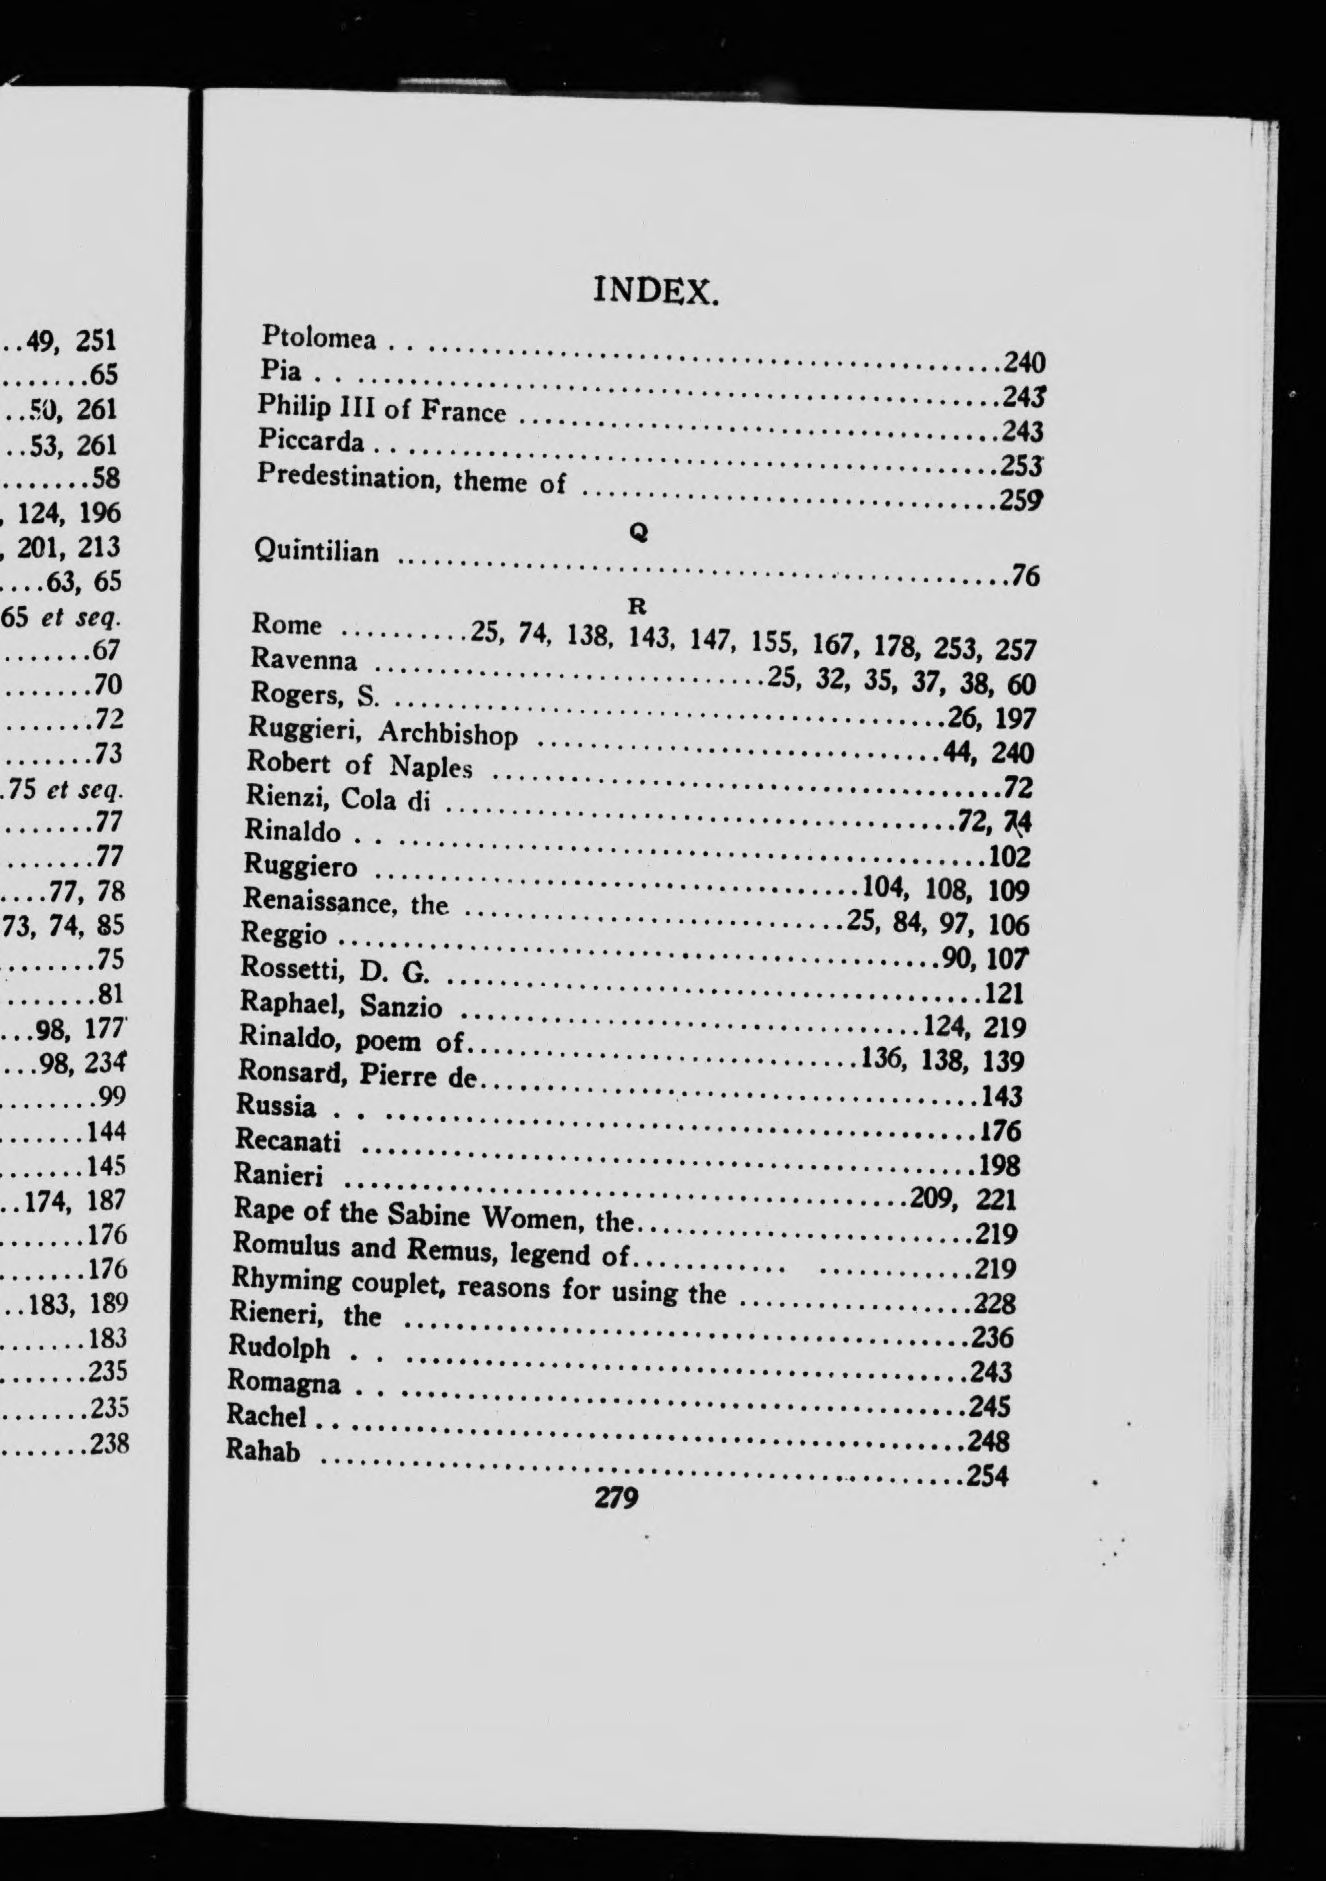 ..49, 251
.......65
..50, 261
..53, 261
.......58
, 124, 196
, 201, 213
....63, 65
65 et seq.
.......67
.......70
.......72
.......73
.75 et seq.
.......77
.......77
....77, 78
73, 74, 85
........75
.......81
...98, 177
...98, 234
........99
.......144
.......145
..174, 187
.......176
.......176
..183, 189
.......183
.......235
.......235
.......238
INDEX.
Ptolomea ........................240
Pia ........................243
Philip III of France ........................243
Piccarda ........................253
Predestination, theme of ........................259
Q
Quintilian ........................76
R
Rome ..........25, 74, 138, 143, 147, 155, 167, 178, 253, 257
Ravenna ........................25, 32, 35, 37, 38, 60
Rogers, S. ........................26, 197
Ruggieri, Archbishop ........................44, 240
Robert of Naples ........................72
Rienzi, Cola di ........................72, 74
Rinaldo ........................102
Ruggiero ........................104, 108, 109
Renaissance, the ........................25, 84, 97, 106
Reggio ........................90, 107
Rossetti, D. G. ........................121
Raphael, Sanzio ........................124, 219
Rinaldo, poem of........................136, 138, 139
Ronsard, Pierre de........................143
Russia ........................176
Recanati ........................198
Ranieri ........................209, 221
Rape of the Sabine Women, the........................219
Romulus and Remus, legend of........................219
Rhyming couplet, reasons for using the ..................228
Rieneri, the ........................236
Rudolph ........................243
Romagna ........................245
Rachel ........................248
Rahab ........................254
279